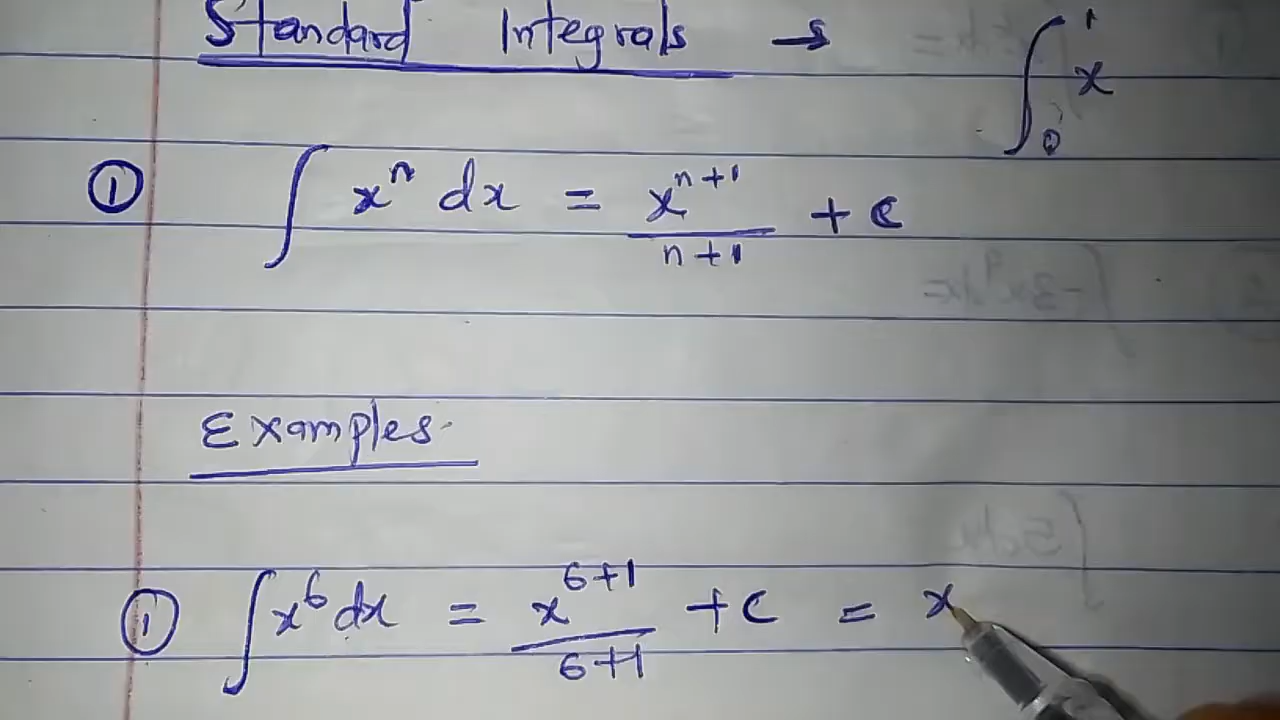 Standard Integrals →
∫₀¹ x
① ∫ xⁿ dx = xⁿ⁺¹/n+1 + c
Examples
① ∫ x⁶ dx = x⁶⁺¹/6+1 + c = x